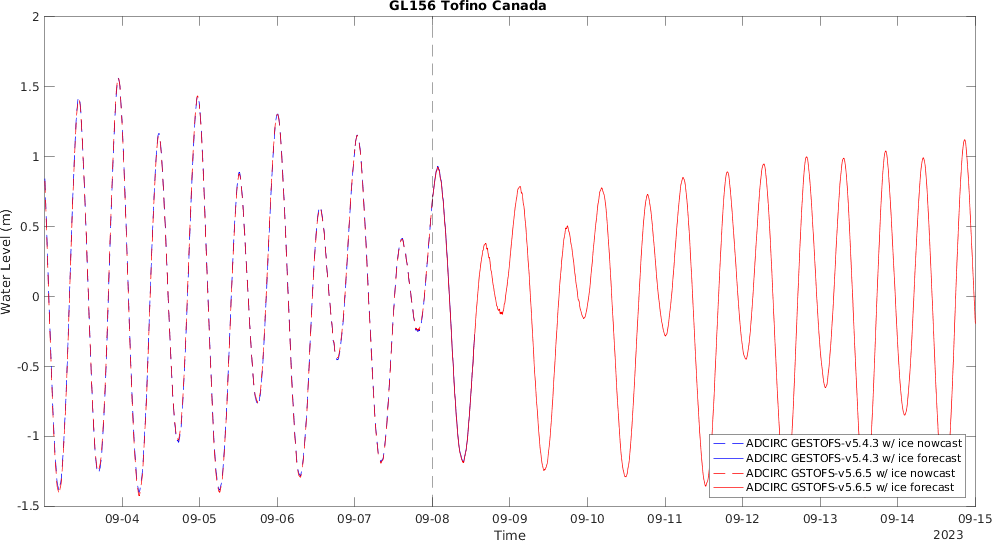 GL156 Tofino Canada
2
1.5
1
0.5
0
-0.5
-1
-1.5
Water Level (m)
ADCIRC GESTOFS-v5.4.3 w/ ice nowcast
ADCIRC GESTOFS-v5.4.3 w/ ice forecast
ADCIRC GSTOFS-v5.6.5 w/ ice nowcast
ADCIRC GSTOFS-v5.6.5 w/ ice forecast
09-04 09-05 09-06 09-07 09-08 09-09 09-10 09-11 09-12 09-13 09-14 09-15
Time
2023